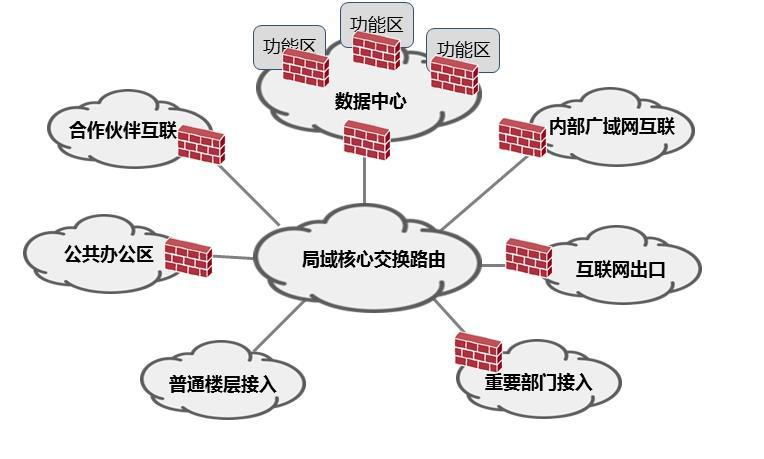 功能区
功能区
功能区
数据中心
合作伙伴互联
内部广域网互联
公共办公区
局域核心交换路由
互联网出口
普通楼层接入
重要部门接入